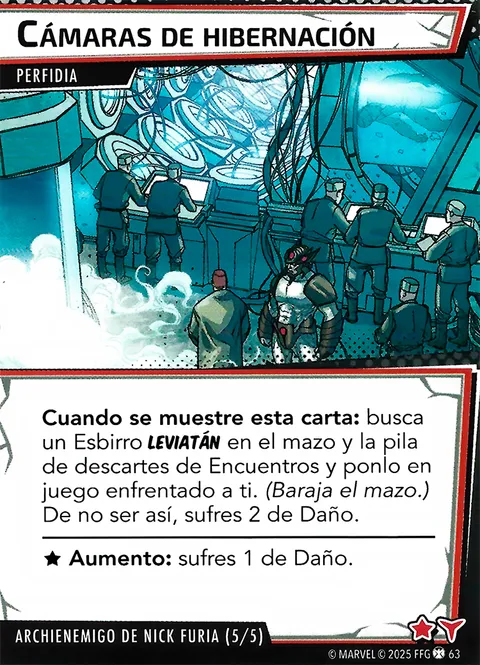 CÁMARAS DE HIBERNACIÓN
PERFIDIA
Cuando se muestre esta carta: busca
un Esbirro LEVIATÁN en el mazo y la pila
de descartes de Encuentros y ponlo en
juego enfrentado a ti. (Baraja el mazo.)
De no ser así, sufres 2 de Daño.
★ Aumento: sufres 1 de Daño.
ARCHIENEMIGO DE NICK FURIA (5/5)
© MARVEL © 2025 FFG 63